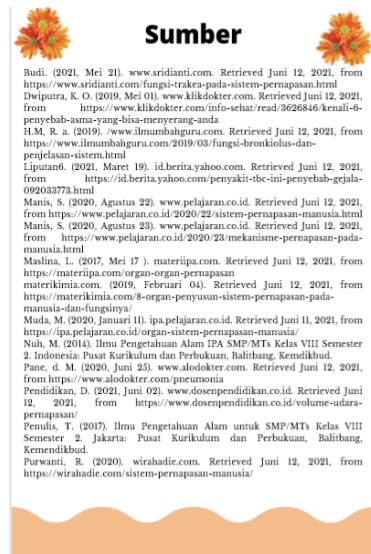 Sumber
Budi. (2021, Mei 21). www.sridianti.com. Retrieved Juni 12, 2021, from
https://www.sridianti.com/fungsi-trakea-pada-sistem-pernapasan.html
Dwiputra, K. O. (2019, Mei 01). www.klikdokter.com. Retrieved Juni 12, 2021,
from https://www.klikdokter.com/info-sehat/read/3626846/kenali-6-
penyebab-asma-yang-bisa-menyerang-anda
H.M, R. a. (2019). /www.ilmumbahguru.com. Retrieved Juni 12, 2021, from
https://www.ilmumbahguru.com/2019/03/fungsi-bronkiolus-dan-
penjelasan-sistem.html
Liputan6. (2021, Maret 19). id.berita.yahoo.com. Retrieved Juni 12, 2021,
from https://id.berita.yahoo.com/penyakit-tbc-ini-penyebab-gejala-
092033773.html
Manis, S. (2020, Agustus 22). www.pelajaran.co.id. Retrieved Juni 12, 2021,
from https://www.pelajaran.co.id/2020/22/sistem-pernapasan-manusia.html
Manis, S. (2020, Agustus 23). www.pelajaran.co.id. Retrieved Juni 12, 2021,
from https://www.pelajaran.co.id/2020/23/mekanisme-pernapasan-pada-
manusia.html
Maslina, L. (2017, Mei 17 ). materiipa.com. Retrieved Juni 12, 2021, from
https://materiipa.com/organ-organ-pernapasan
materikimia.com. (2019, Februari 04). Retrieved Juni 12, 2021, from
https://materikimia.com/8-organ-penyusun-sistem-pernapasan-pada-
manusia-dan-fungsinya/
Muda, M. (2020, Januari 11). ipa.pelajaran.co.id. Retrieved Juni 11, 2021, from
https://ipa.pelajaran.co.id/organ-sistem-pernapasan-manusia/
Nuh, M. (2014). Ilmu Pengetahuan Alam IPA SMP/MTs Kelas VIII Semester
2. Indonesia: Pusat Kurikulum dan Perbukuan, Balitbang, Kemdikbud.
Pane, d. M. (2020, Juni 25). www.alodokter.com. Retrieved Juni 12, 2021,
from https://www.alodokter.com/pneumonia
Pendidikan, D. (2021, Juni 02). www.dosenpendidikan.co.id. Retrieved Juni
12, 2021, from https://www.dosenpendidikan.co.id/volume-udara-
pernapasan/
Penulis, T. (2017). Ilmu Pengetahuan Alam untuk SMP/MTs Kelas VIII
Semester 2. Jakarta: Pusat Kurikulum dan Perbukuan, Balitbang,
Kemendikbud.
Purwanti, R. (2020). wirahadie.com. Retrieved Juni 12, 2021, from
https://wirahadie.com/sistem-pernapasan-manusia/